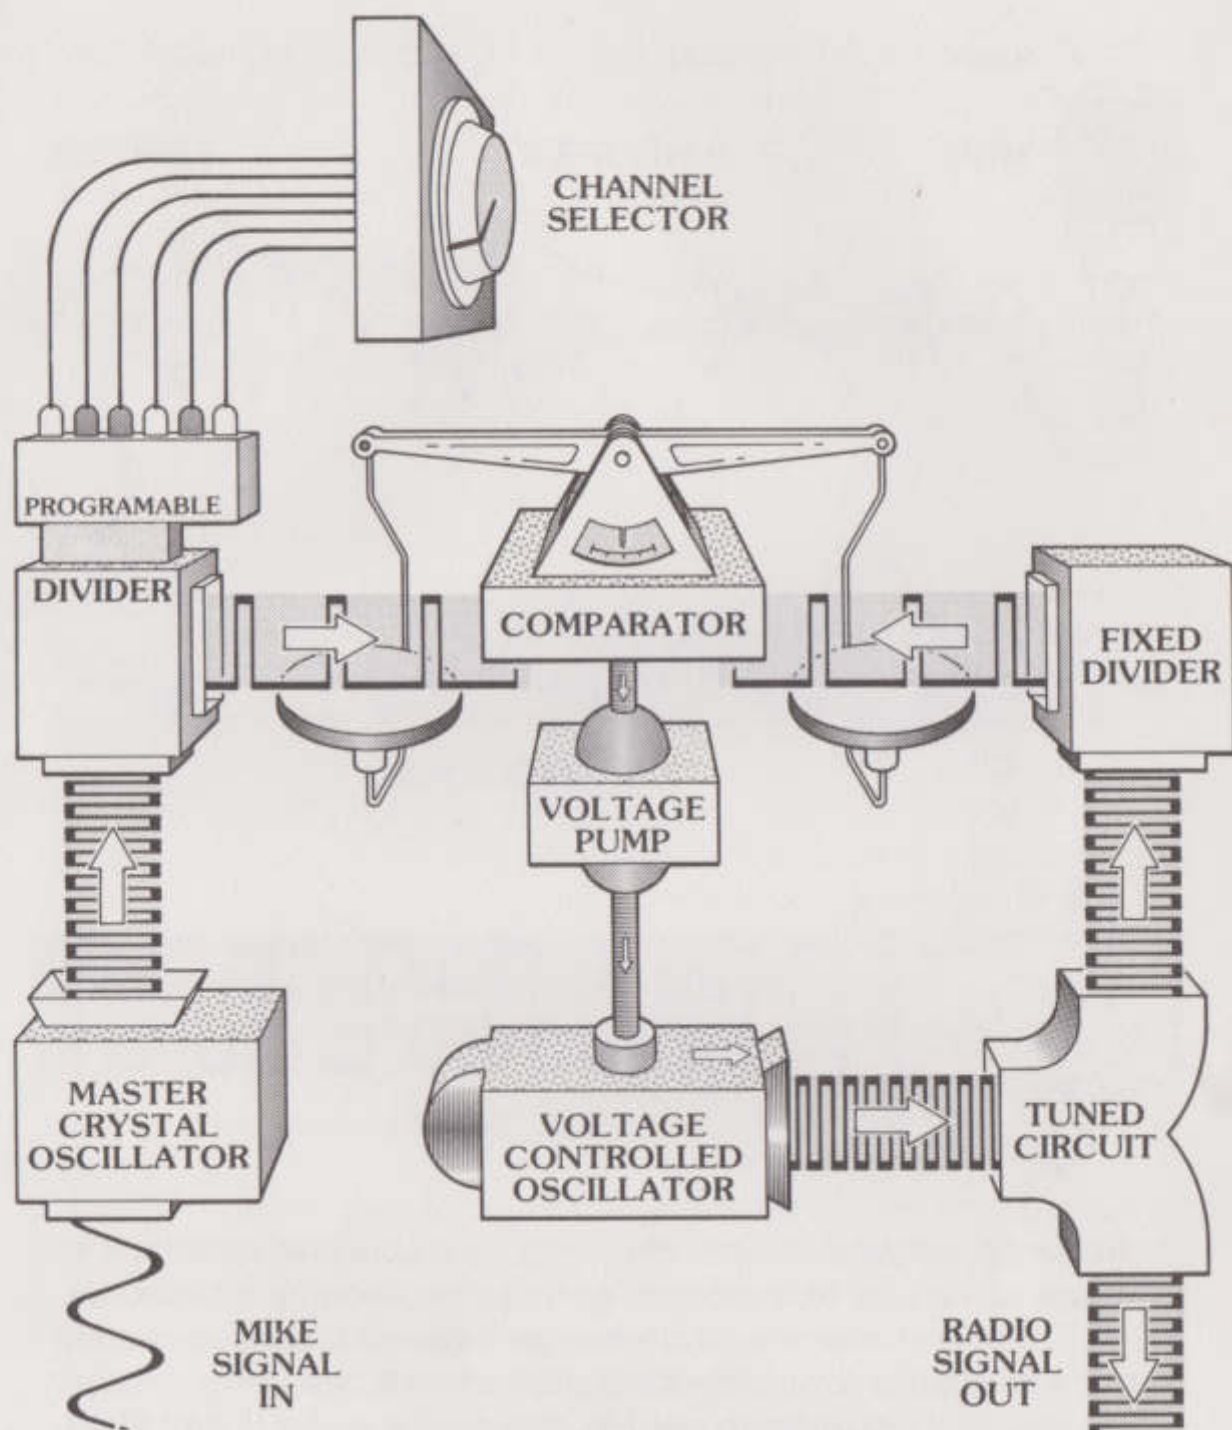 CHANNEL
SELECTOR
PROGRAMABLE
DIVIDER
COMPARATOR
FIXED
DIVIDER
VOLTAGE
PUMP
MASTER
CRYSTAL
OSCILLATOR
VOLTAGE
CONTROLLED
OSCILLATOR
TUNED
CIRCUIT
MIKE
SIGNAL
IN
RADIO
SIGNAL
OUT